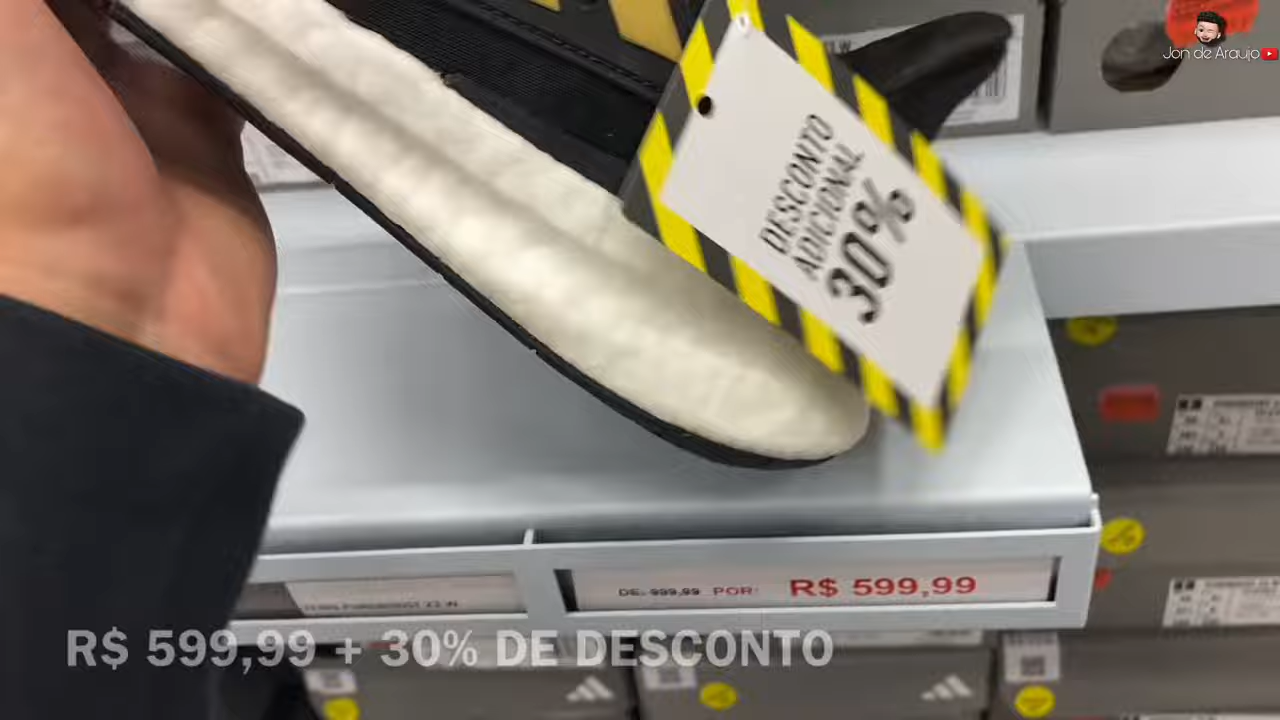 Jon de Araujo
DESCONTO
ADICIONAL
30%
DE: 999,99 POR: R$ 599,99
R$ 599,99 + 30% DE DESCONTO